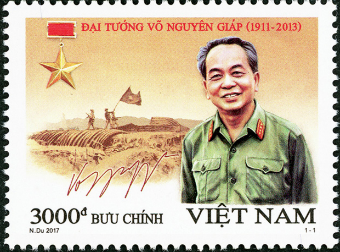 ĐẠI TƯỚNG VÕ NGUYÊN GIÁP (1911-2013)
3000đ BƯU CHÍNH VIỆT NAM
N.Du 2017 1-1